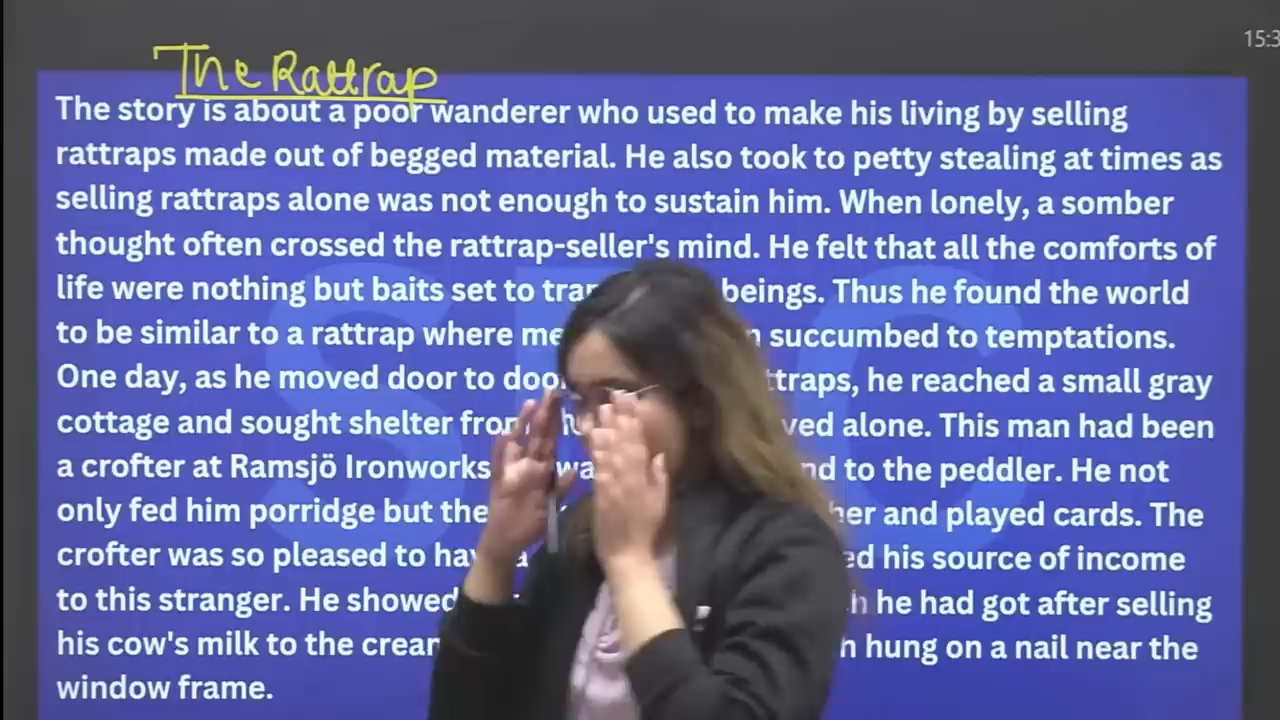 15:3
The Rattrap
The story is about a poor wanderer who used to make his living by selling
rattraps made out of begged material. He also took to petty stealing at times as
selling rattraps alone was not enough to sustain him. When lonely, a somber
thought often crossed the rattrap-seller's mind. He felt that all the comforts of
life were nothing but baits set to beings. Thus he found the world
to be similar to a rattrap where succumbed to temptations.
One day, as he moved door to he reached a small gray
cottage and sought shelter alone. This man had been
a crofter at Ramsjö Ironworks to the peddler. He not
only fed him porridge but and played cards. The
crofter was so pleased to his source of income
to this stranger. He showed he had got after selling
his cow's milk to the hung on a nail near the
window frame.